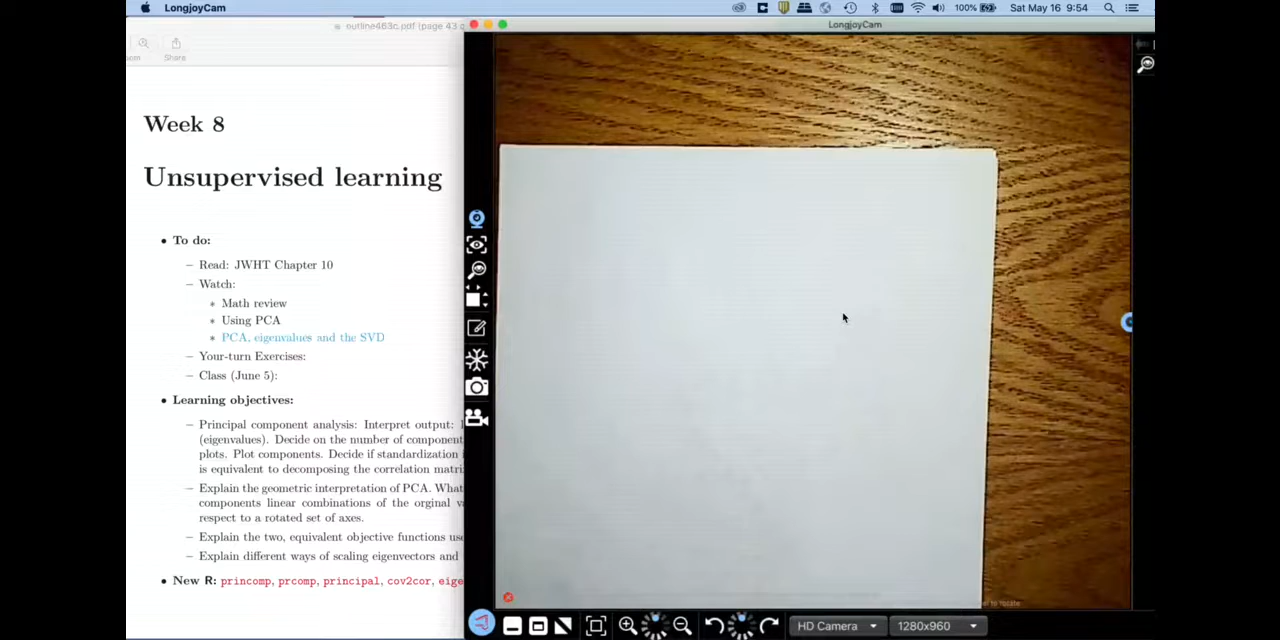 LongjoyCam
100%
Sat May 16 9:54
outline463c.pdf (page 43 o
LongjoyCam
Share
Week 8
Unsupervised learning
• To do:
– Read: JWHT Chapter 10
– Watch:
∗ Math review
∗ Using PCA
∗ PCA, eigenvalues and the SVD
– Your-turn Exercises:
– Class (June 5):
• Learning objectives:
– Principal component analysis: Interpret output:
(eigenvalues). Decide on the number of component
plots. Plot components. Decide if standardization
is equivalent to decomposing the correlation matri
– Explain the geometric interpretation of PCA. What
components linear combinations of the orginal va
respect to a rotated set of axes.
– Explain the two, equivalent objective functions use
– Explain different ways of scaling eigenvectors and
• New R: princomp, prcomp, principal, cov2cor, eige
HD Camera
1280x960